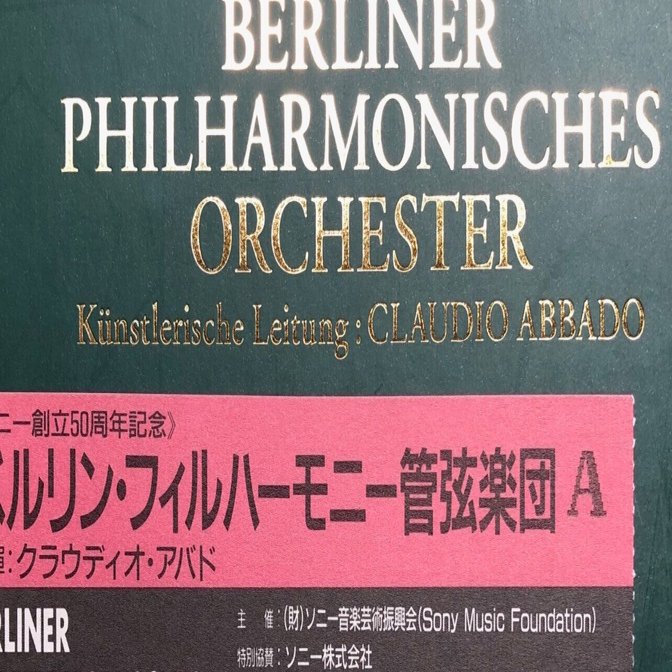 BERLINER
PHILHARMONISCHES
ORCHESTER
Künstlerische Leitung : CLAUDIO ABBADO
ニー創立50周年記念》
ベルリン・フィルハーモニー管弦楽団 A
揮：クラウディオ・アバド
RLINER
主 催：(財)ソニー音楽芸術振興会(Sony Music Foundation)
特別協賛：ソニー株式会社